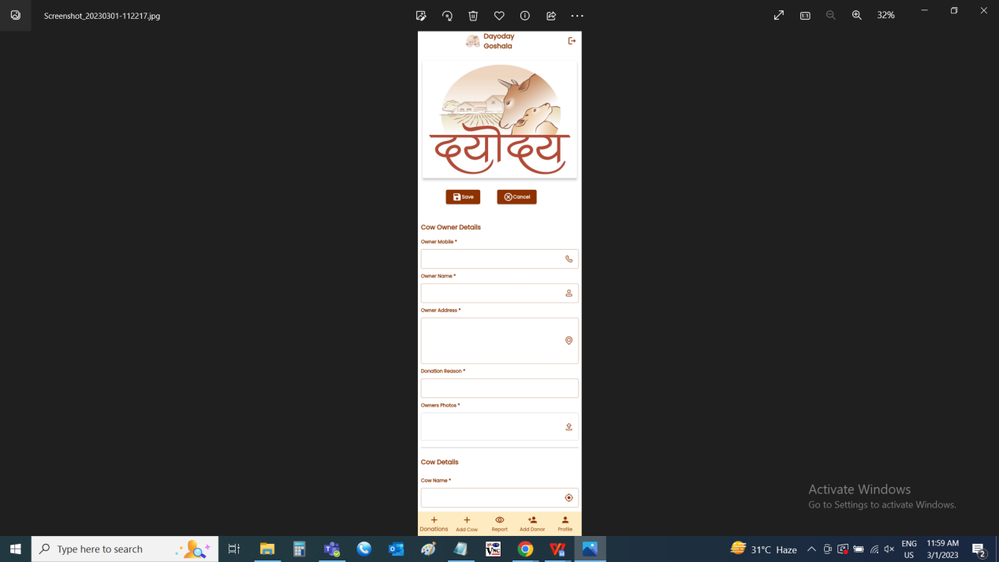 Screenshot_20230301-112217.jpg
32%
Dayoday
Goshala
दयोदय
Save Cancel
Cow Owner Details
Owner Mobile *
Owner Name *
Owner Address *
Donation Reason *
Owners Photos *
Cow Details
Cow Name *
Donations Add Cow Report Add Donor Profile
Activate Windows
Go to Settings to activate Windows.
Type here to search
31°C Haze
ENG
US
11:59 AM
3/1/2023
2